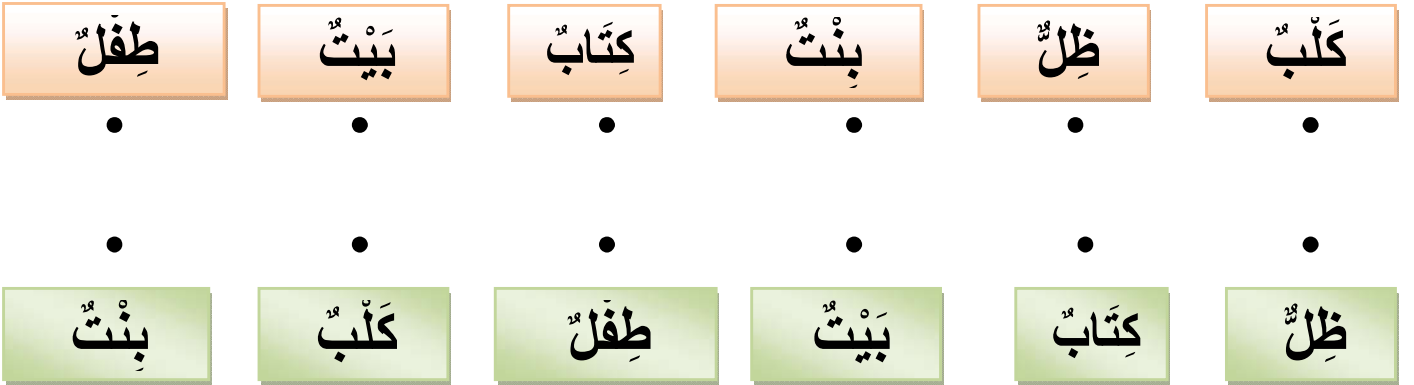 كَلْبٌ ظِلٌّ بِنْتٌ كِتَابٌ بَيْتٌ طِفْلٌ
ظِلٌّ كِتَابٌ بَيْتٌ طِفْلٌ كَلْبٌ بِنْتٌ